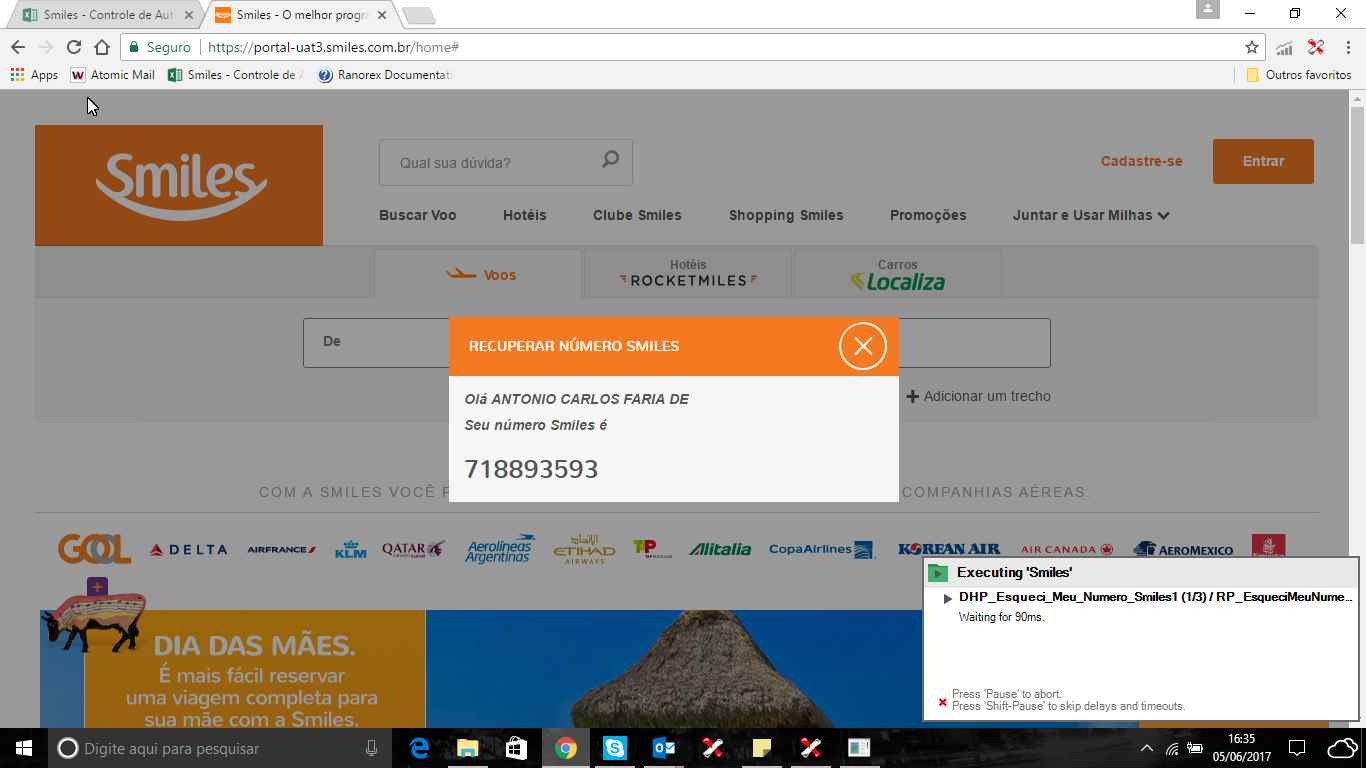 Smiles - Controle de Aut
Smiles - O melhor progra
Seguro
https://portal-uat3.smiles.com.br/home#
Apps
Atomic Mail
Smiles - Controle de A
Ranorex Documentati
Outros favoritos
Smiles
Qual sua dúvida?
Cadastre-se
Entrar
Buscar Voo
Hotéis
Clube Smiles
Shopping Smiles
Promoções
Juntar e Usar Milhas
Voos
Hotéis
ROCKETMILES
Carros
Localiza
De
RECUPERAR NÚMERO SMILES
Olá ANTONIO CARLOS FARIA DE
Seu número Smiles é
718893593
Adicionar um trecho
COM A SMILES VOCÊ
COMPANHIAS AÉREAS:
GOL
DELTA
AIRFRANCE
KLM
QATAR
Aerolíneas
Argentinas
ETIHAD
AIRWAYS
TP
Alitalia
CopaAirlines
KOREAN AIR
AIR CANADA
AEROMEXICO
DIA DAS MÃES.
É mais fácil reservar
uma viagem completa para
sua mãe com a Smiles.
Executing 'Smiles'
DHP_Esqueci_Meu_Numero_Smiles1 (1/3) / RP_EsqueciMeuNume...
Waiting for 90ms.
Press 'Pause' to abort.
Press 'Shift-Pause' to skip delays and timeouts.
Digite aqui para pesquisar
16:35
05/06/2017